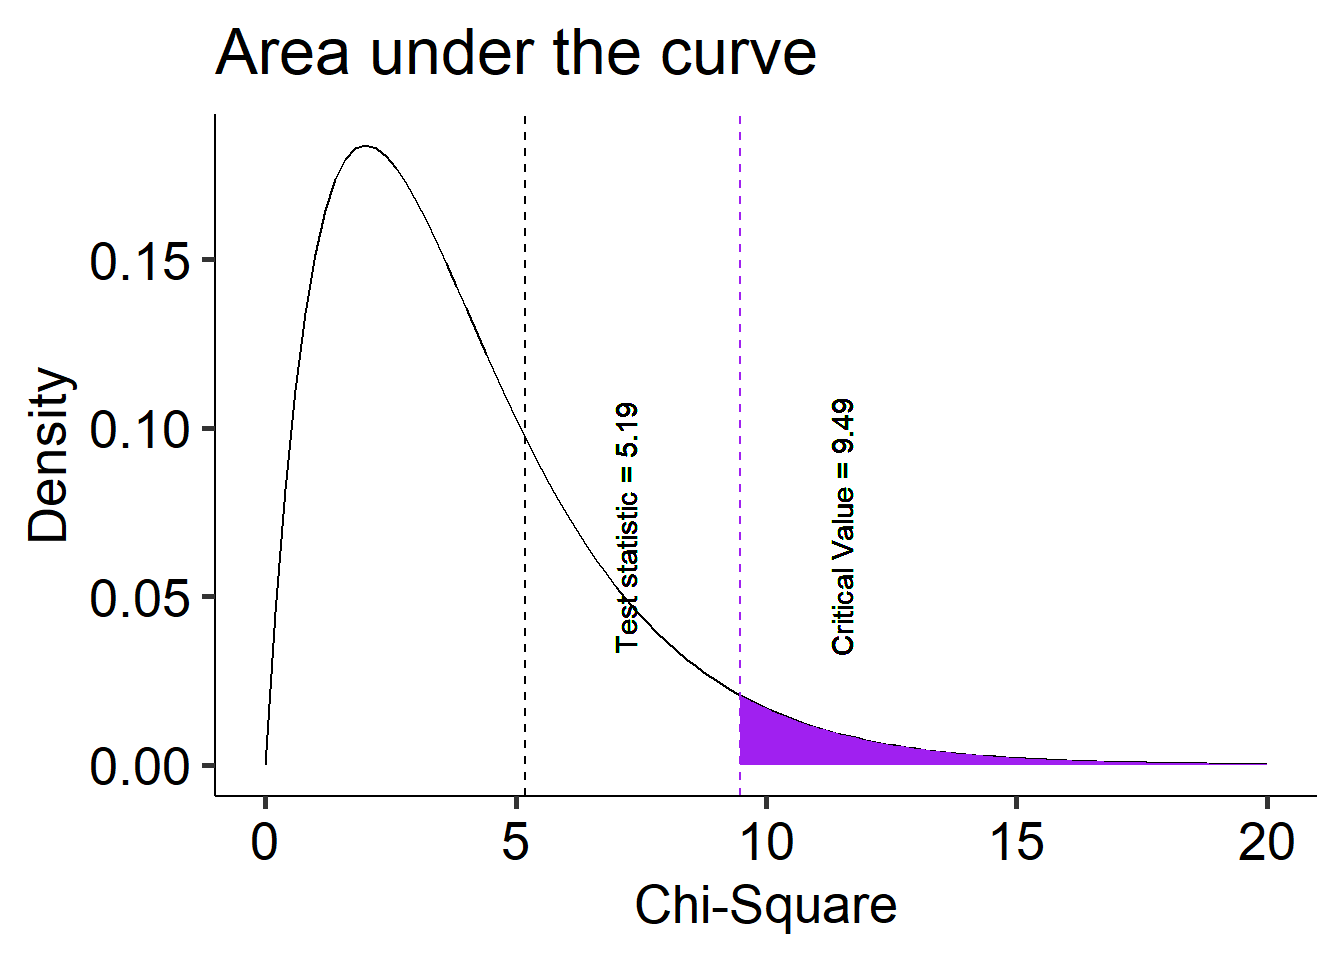 Area under the curve
Density
0.15
0.10
0.05
0.00
Test statistic = 5.19
Critical Value = 9.49
0 5 10 15 20
Chi-Square